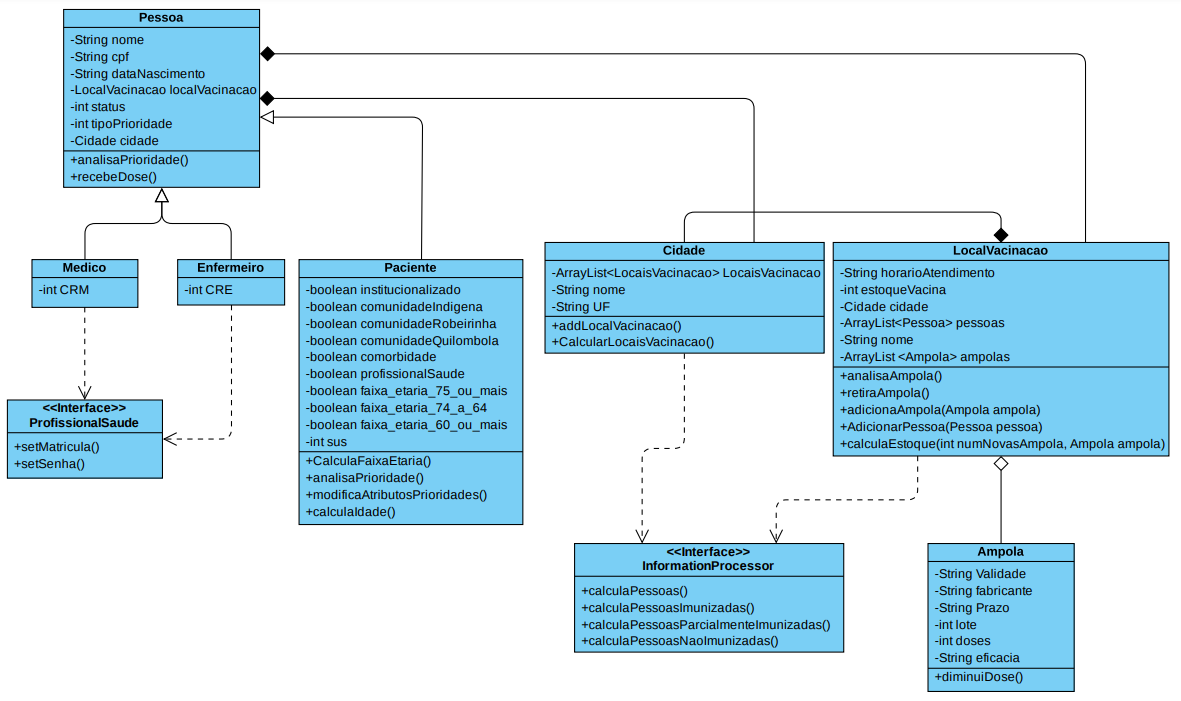 Pessoa
-String nome
-String cpf
-String dataNascimento
-LocalVacinacao localVacinacao
-int status
-int tipoPrioridade
-Cidade cidade
+analisaPrioridade()
+recebeDose()
Medico
-int CRM
Enfermeiro
-int CRE
Paciente
-boolean institucionalizado
-boolean comunidadeIndigena
-boolean comunidadeRobeirinha
-boolean comunidadeQuilombola
-boolean comorbidade
-boolean profissionalSaude
-boolean faixa_etaria_75_ou_mais
-boolean faixa_etaria_74_a_64
-boolean faixa_etaria_60_ou_mais
-int sus
+CalculaFaixaEtaria()
+analisaPrioridade()
+modificaAtributosPrioridades()
+calculaIdade()
Cidade
-ArrayList<LocaisVacinacao> LocaisVacinacao
-String nome
-String UF
+addLocalVacinacao()
+CalcularLocaisVacinacao()
LocalVacinacao
-String horarioAtendimento
-int estoqueVacina
-Cidade cidade
-ArrayList<Pessoa> pessoas
-String nome
-ArrayList <Ampola> ampolas
+analisaAmpola()
+retiraAmpola()
+adicionaAmpola(Ampola ampola)
+AdicionarPessoa(Pessoa pessoa)
+calculaEstoque(int numNovasAmpola, Ampola ampola)
<<Interface>>
ProfissionalSaude
+setMatricula()
+setSenha()
<<Interface>>
InformationProcessor
+calculaPessoas()
+calculaPessoasImunizadas()
+calculaPessoasParcialmenteImunizadas()
+calculaPessoasNaoImunizadas()
Ampola
-String Validade
-String fabricante
-String Prazo
-int lote
-int doses
-String eficacia
+diminuiDose()